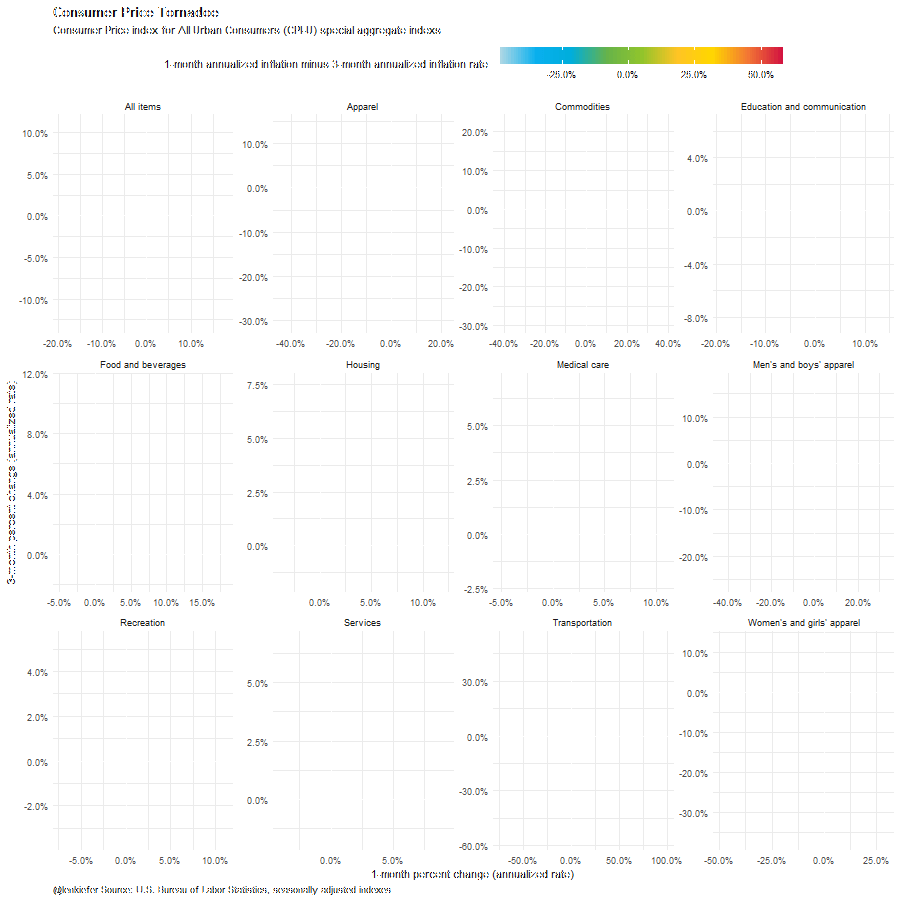 Consumer Price Tornadoe
Consumer Price index for All Urban Consumers (CPI-U) special aggregate indexs
1-month annualized inflation minus 3-month annualized inflation rate
-25.0% 0.0% 25.0% 50.0%
All items Apparel Commodities Education and communication
10.0% 5.0% 0.0% -5.0% -10.0%
-20.0% -10.0% 0.0% 10.0%
10.0% 0.0% -10.0% -20.0% -30.0%
-40.0% -20.0% 0.0% 20.0%
20.0% 10.0% 0.0% -10.0% -20.0% -30.0%
-40.0% -20.0% 0.0% 20.0% 40.0%
4.0% 0.0% -4.0% -8.0%
-20.0% -10.0% 0.0% 10.0%
Food and beverages Housing Medical care Men's and boys' apparel
12.0% 8.0% 4.0% 0.0%
-5.0% 0.0% 5.0% 10.0% 15.0%
7.5% 5.0% 2.5% 0.0%
0.0% 5.0% 10.0%
5.0% 2.5% 0.0% -2.5%
-5.0% 0.0% 5.0% 10.0%
10.0% 0.0% -10.0% -20.0%
-40.0% -20.0% 0.0% 20.0%
Recreation Services Transportation Women's and girls' apparel
4.0% 2.0% 0.0% -2.0%
-5.0% 0.0% 5.0% 10.0%
5.0% 2.5% 0.0%
0.0% 5.0%
30.0% 0.0% -30.0% -60.0%
-50.0% 0.0% 50.0% 100.0%
10.0% 0.0% -10.0% -20.0% -30.0%
-50.0% -25.0% 0.0% 25.0%
3-month percent change (annualized rate)
1-month percent change (annualized rate)
@lenkiefer Source: U.S. Bureau of Labor Statistics, seasonally adjusted indexes